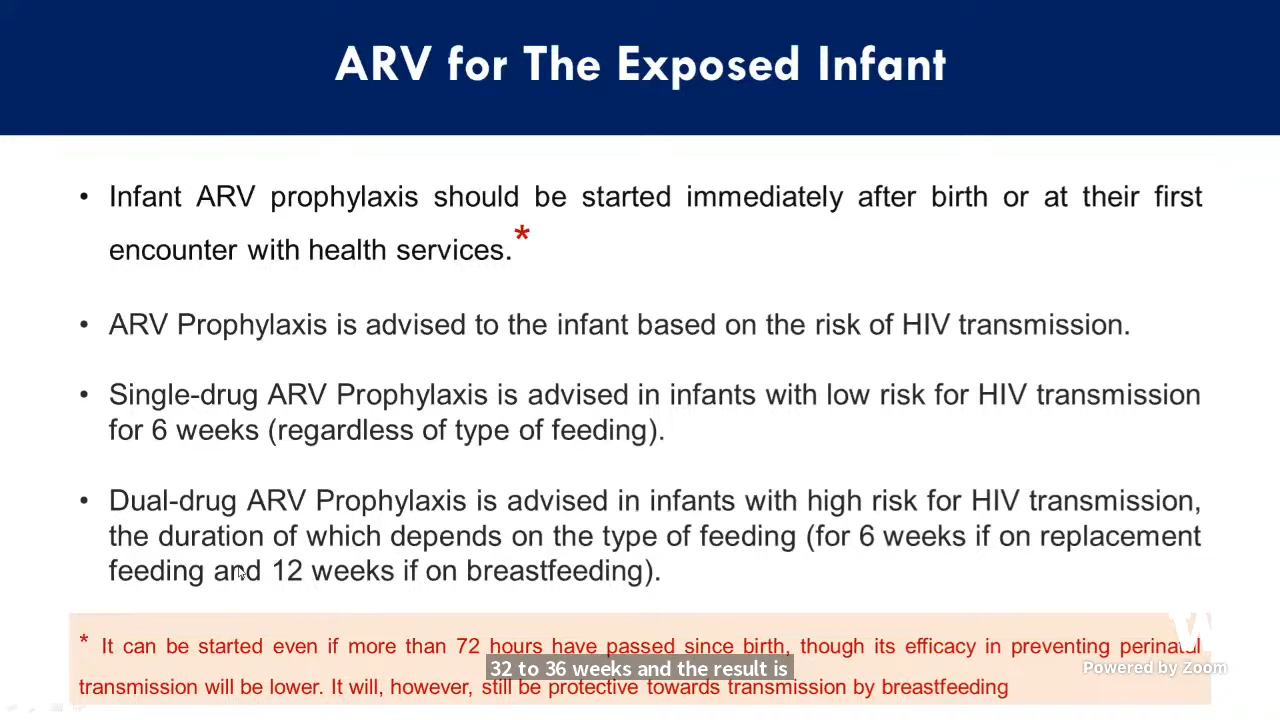 ARV for The Exposed Infant
• Infant ARV prophylaxis should be started immediately after birth or at their first
encounter with health services.*
• ARV Prophylaxis is advised to the infant based on the risk of HIV transmission.
• Single-drug ARV Prophylaxis is advised in infants with low risk for HIV transmission
for 6 weeks (regardless of type of feeding).
• Dual-drug ARV Prophylaxis is advised in infants with high risk for HIV transmission,
the duration of which depends on the type of feeding (for 6 weeks if on replacement
feeding and 12 weeks if on breastfeeding).
* It can be started even if more than 72 hours have passed since birth, though its efficacy in preventing perinatal
32 to 36 weeks and the result is
Powered by Zoom
transmission will be lower. It will, however, still be protective towards transmission by breastfeeding